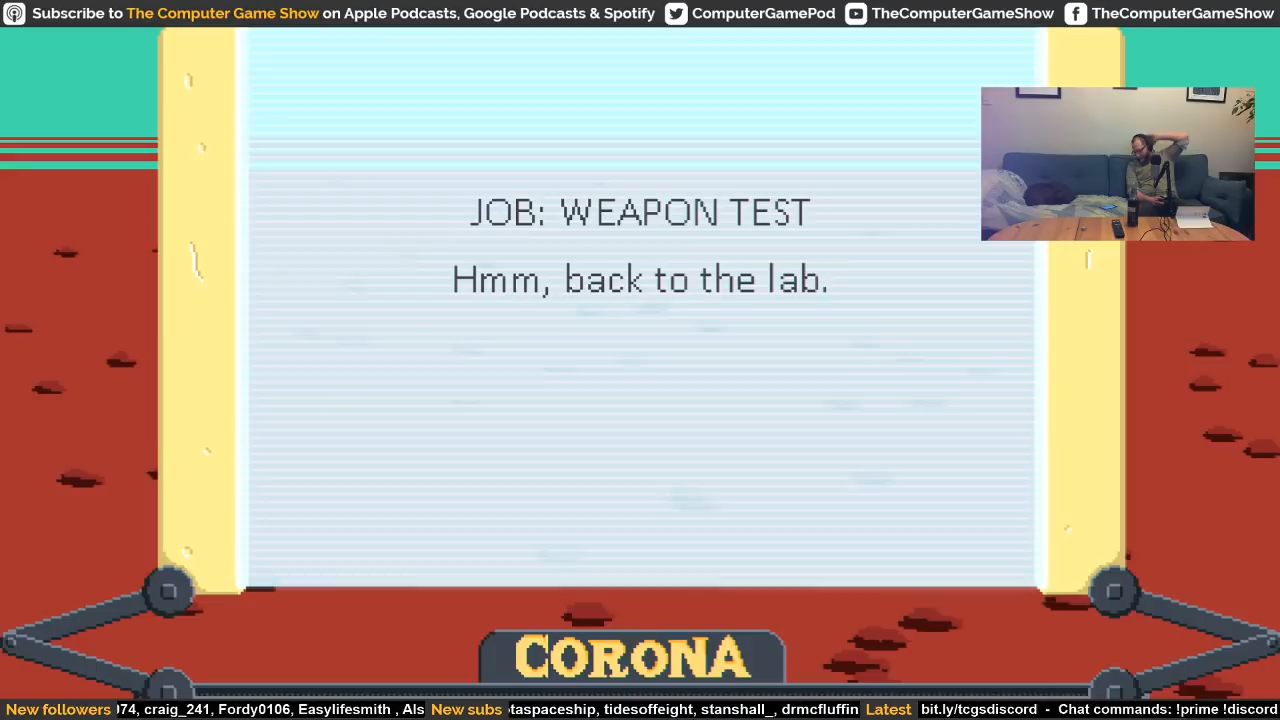 Subscribe to The Computer Game Show on Apple Podcasts, Google Podcasts & Spotify
ComputerGamePod
TheComputerGameShow
TheComputerGameShow
JOB: WEAPON TEST
Hmm, back to the lab.
CORONA
New followers
074, craig_241, Fordy0106, Easylifesmith , Als
New subs
taspaceship, tidesofeight, stanshall_, drmcfluffin
Latest
bit.ly/tcgsdiscord - Chat commands: !prime !discord